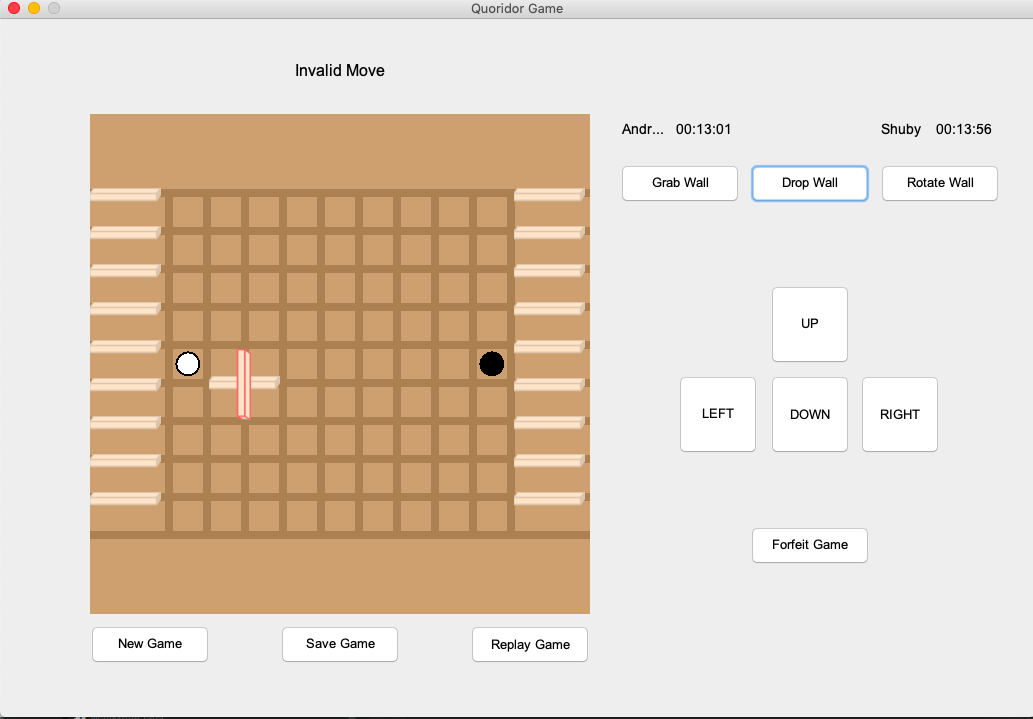 Quoridor Game
Invalid Move
Andr... 00:13:01 Shuby 00:13:56
Grab Wall Drop Wall Rotate Wall
UP
LEFT DOWN RIGHT
Forfeit Game
New Game Save Game Replay Game